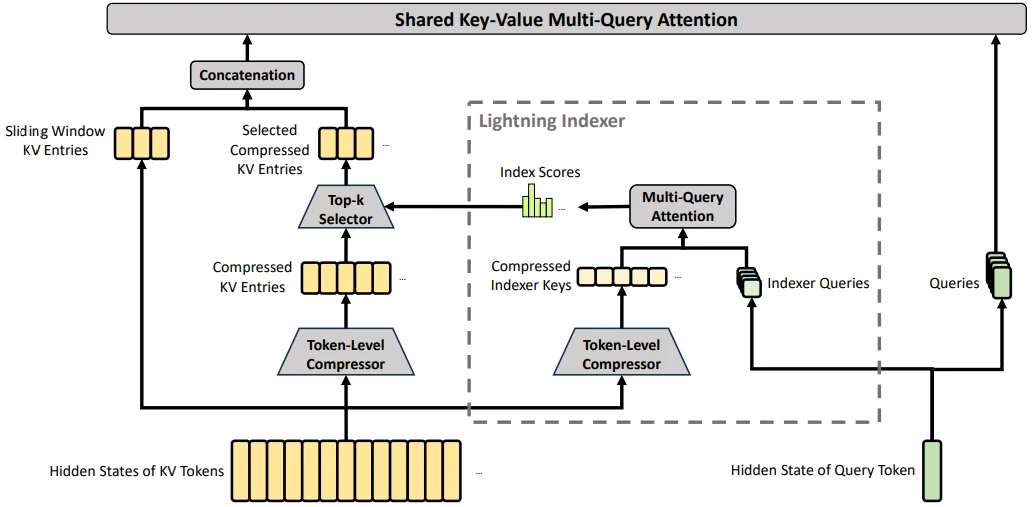 Shared Key-Value Multi-Query Attention
Concatenation
Sliding Window
KV Entries
Selected
Compressed
KV Entries
...
Lightning Indexer
Index Scores
...
Top-k
Selector
Multi-Query
Attention
Compressed
KV Entries
...
Compressed
Indexer Keys
...
Indexer Queries
Queries
Token-Level
Compressor
Token-Level
Compressor
Hidden States of KV Tokens
...
Hidden State of Query Token